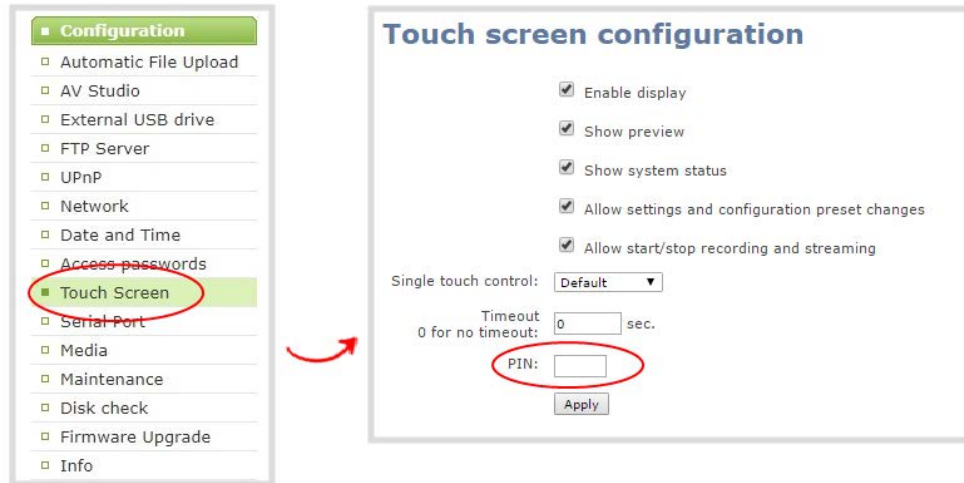 Configuration
Automatic File Upload
AV Studio
External USB drive
FTP Server
UPnP
Network
Date and Time
Access passwords
Touch Screen
Serial Port
Media
Maintenance
Disk check
Firmware Upgrade
Info
Touch screen configuration
Enable display
Show preview
Show system status
Allow settings and configuration preset changes
Allow start/stop recording and streaming
Single touch control: Default
Timeout
0 for no timeout: 0 sec.
PIN:
Apply